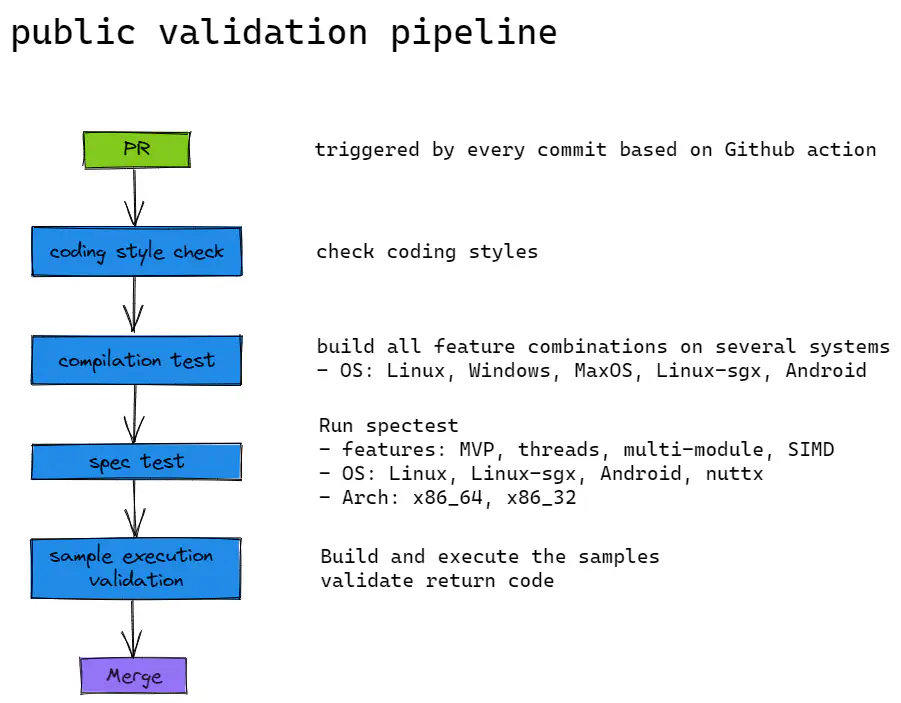 public validation pipeline
PR
triggered by every commit based on Github action
coding style check
check coding styles
compilation test
build all feature combinations on several systems
- OS: Linux, Windows, MaxOS, Linux-sgx, Android
spec test
Run spectest
- features: MVP, threads, multi-module, SIMD
- OS: Linux, Linux-sgx, Android, nuttx
- Arch: x86_64, x86_32
sample execution
validation
Build and execute the samples
validate return code
Merge